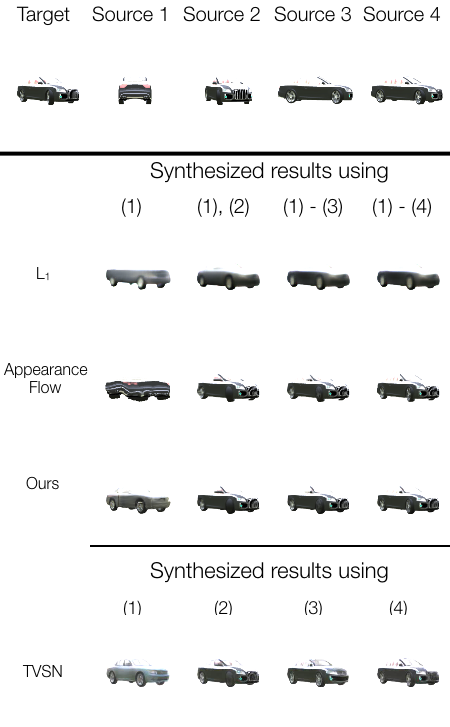 Target Source 1 Source 2 Source 3 Source 4
Synthesized results using
(1) (1), (2) (1) - (3) (1) - (4)
L₁
Appearance
Flow
Ours
Synthesized results using
(1) (2) (3) (4)
TVSN